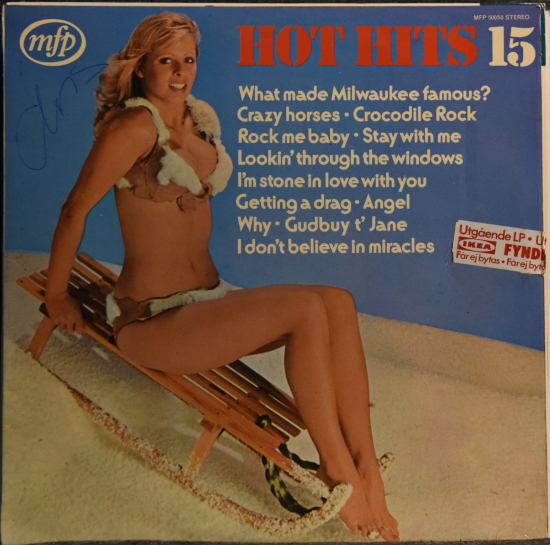 mfp
MFP 50050 STEREO
HOT HITS 15
What made Milwaukee famous?
Crazy horses • Crocodile Rock
Rock me baby • Stay with me
Lookin' through the windows
I'm stone in love with you
Getting a drag • Angel
Why • Gudbuy t' Jane
I don't believe in miracles
Utgående LP •
IKEA FYND
Får ej bytas • Får ej byta